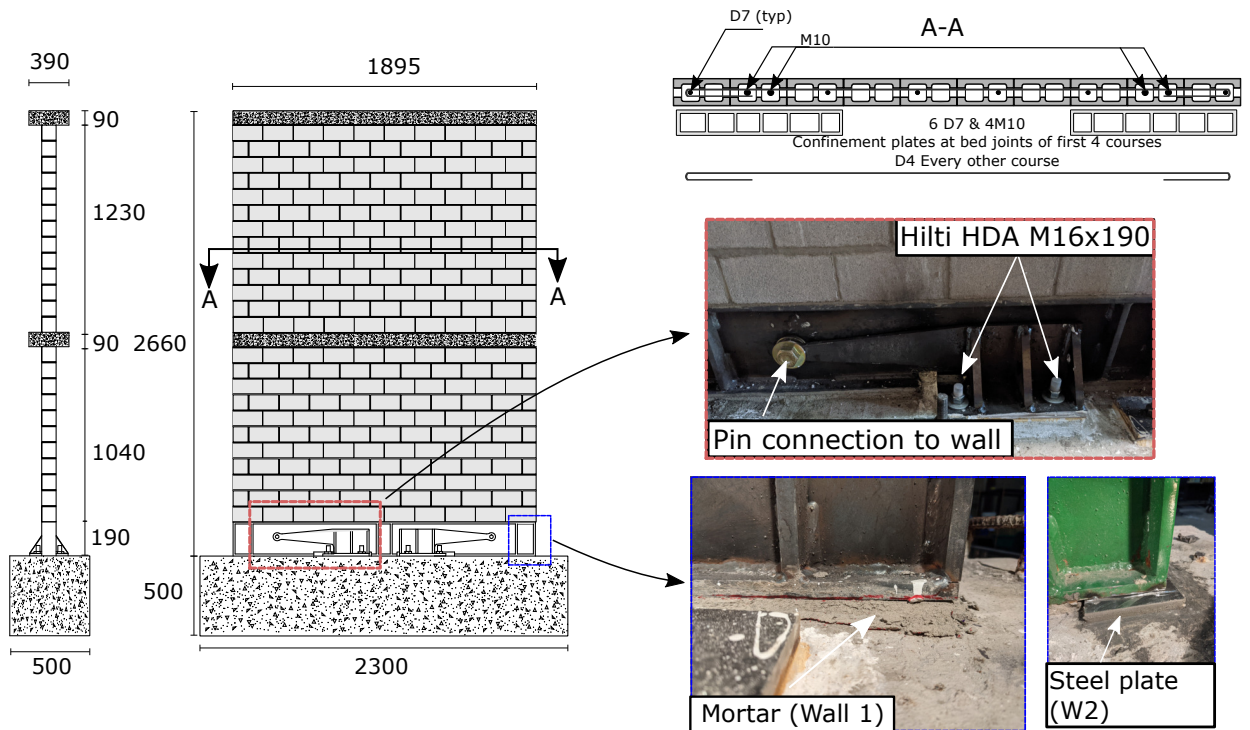 390
90
1230
90
1040
190
500
1895
2660
500
2300
A
A
D7 (typ)
M10
A-A
6 D7 & 4M10
Confinement plates at bed joints of first 4 courses
D4 Every other course
Hilti HDA M16x190
Pin connection to wall
Mortar (Wall 1)
Steel plate
(W2)